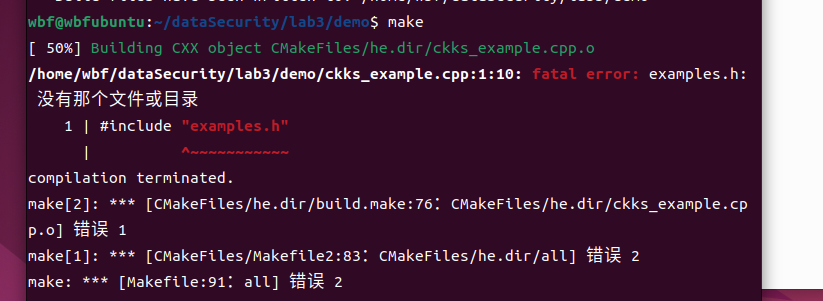 wbf@wbfubuntu:~/dataSecurity/lab3/demo$ make
[ 50%] Building CXX object CMakeFiles/he.dir/ckks_example.cpp.o
/home/wbf/dataSecurity/lab3/demo/ckks_example.cpp:1:10: fatal error: examples.h:
没有那个文件或目录
    1 | #include "examples.h"
      |          ^~~~~~~~~~~~
compilation terminated.
make[2]: *** [CMakeFiles/he.dir/build.make:76：CMakeFiles/he.dir/ckks_example.cp
p.o] 错误 1
make[1]: *** [CMakeFiles/Makefile2:83：CMakeFiles/he.dir/all] 错误 2
make: *** [Makefile:91：all] 错误 2